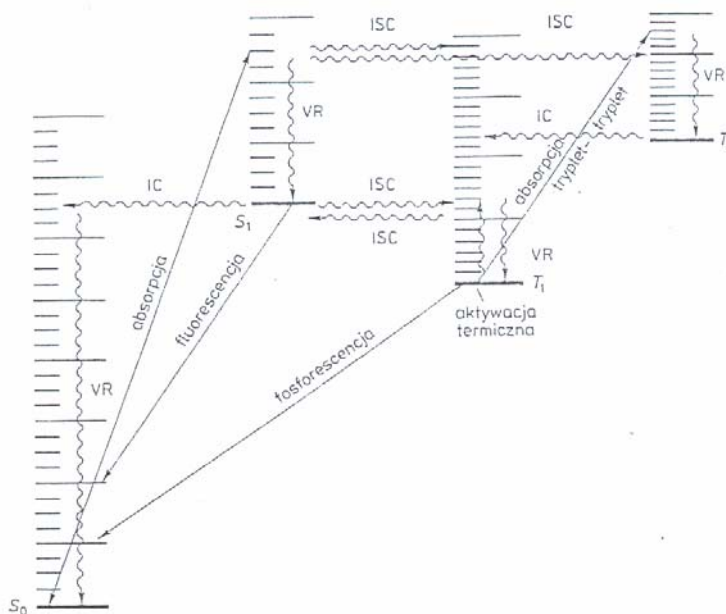 ISC
ISC
VR
VR
IC
T
absorpcja
tryplet-tryplet
IC
ISC
S1
ISC
VR
T1
aktywacja
termiczna
absorpcja
fluorescencja
fosforescencja
VR
S0